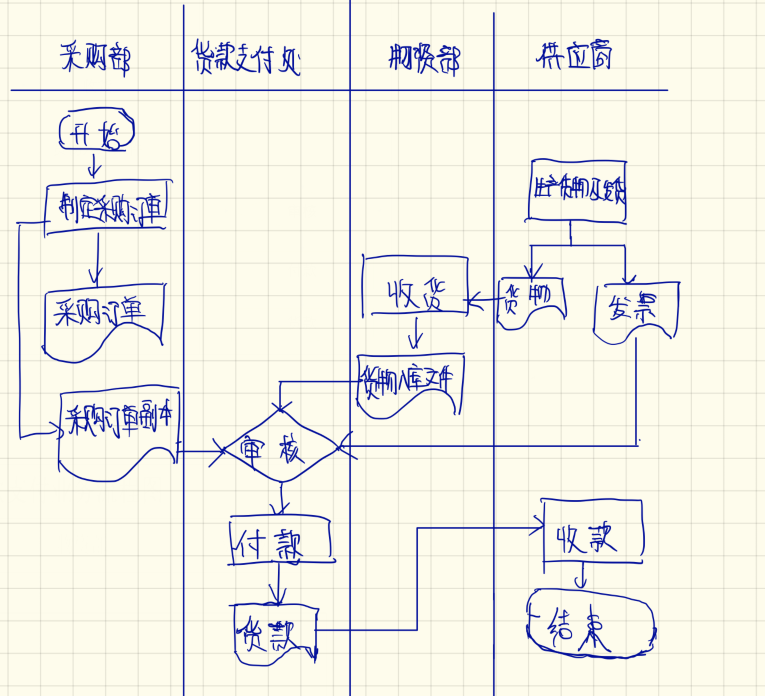 采购部
货款支付处
物资部
供应商
开始
制定采购订单
生产货物及发货
采购订单
收货
货物
发票
货物入库文件
采购订单副本
审核
付款
收款
货款
结束